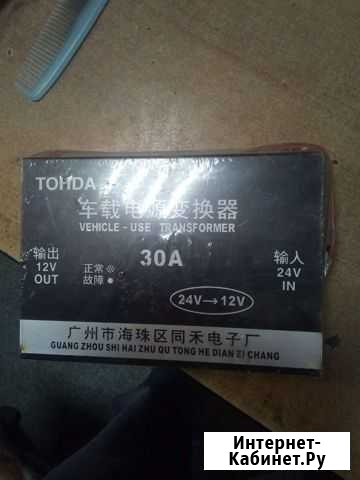 TOHDA
车载电源变换器
VEHICLE - USE TRANSFORMER
输出
12V
OUT
正常
故障
30A
输入
24V
IN
24V→12V
广州市海珠区同禾电子厂
GUANG ZHOU SHI HAI ZHU QU TONG HE DIAN ZI CHANG
Интернет-
Кабинет.Ру